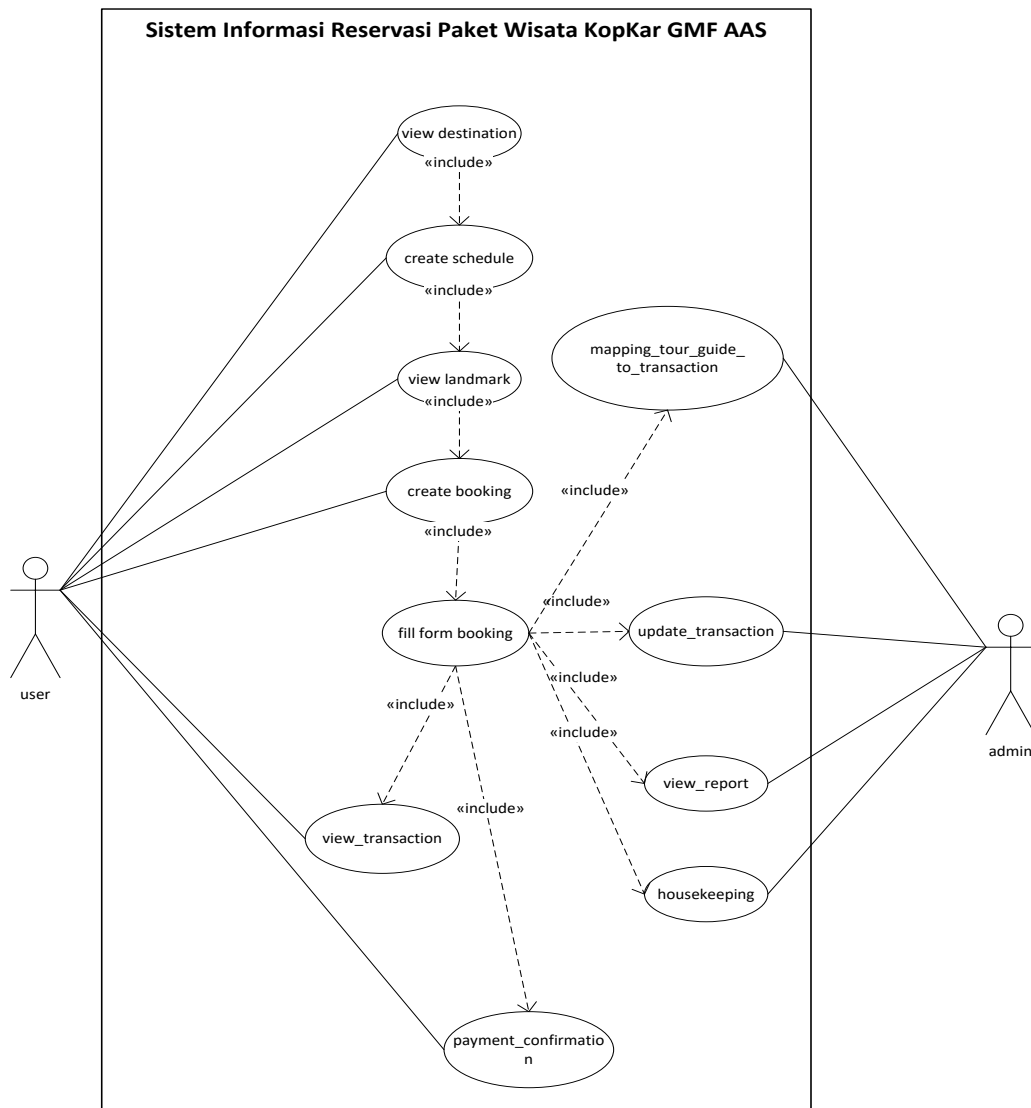 Sistem Informasi Reservasi Paket Wisata KopKar GMF AAS
view destination
«include»
create schedule
«include»
view landmark
«include»
mapping_tour_guide_
to_transaction
create booking
«include»
«include»
fill form booking
«include»
update_transaction
«include»
«include»
«include»
view_report
«include»
view_transaction
housekeeping
payment_confirmatio
n
user
admin